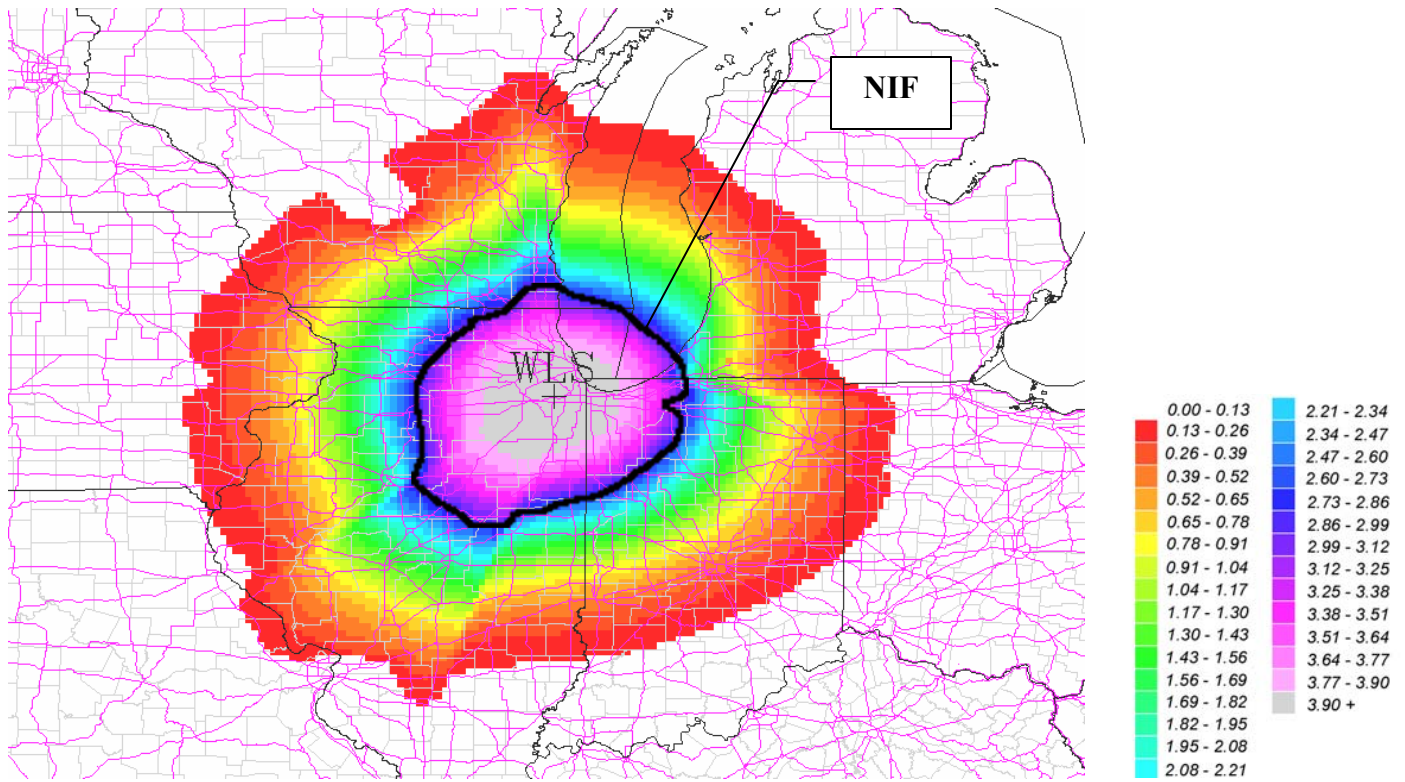 NIF
WLS
0.00 - 0.13
0.13 - 0.26
0.26 - 0.39
0.39 - 0.52
0.52 - 0.65
0.65 - 0.78
0.78 - 0.91
0.91 - 1.04
1.04 - 1.17
1.17 - 1.30
1.30 - 1.43
1.43 - 1.56
1.56 - 1.69
1.69 - 1.82
1.82 - 1.95
1.95 - 2.08
2.08 - 2.21
2.21 - 2.34
2.34 - 2.47
2.47 - 2.60
2.60 - 2.73
2.73 - 2.86
2.86 - 2.99
2.99 - 3.12
3.12 - 3.25
3.25 - 3.38
3.38 - 3.51
3.51 - 3.64
3.64 - 3.77
3.77 - 3.90
3.90 +